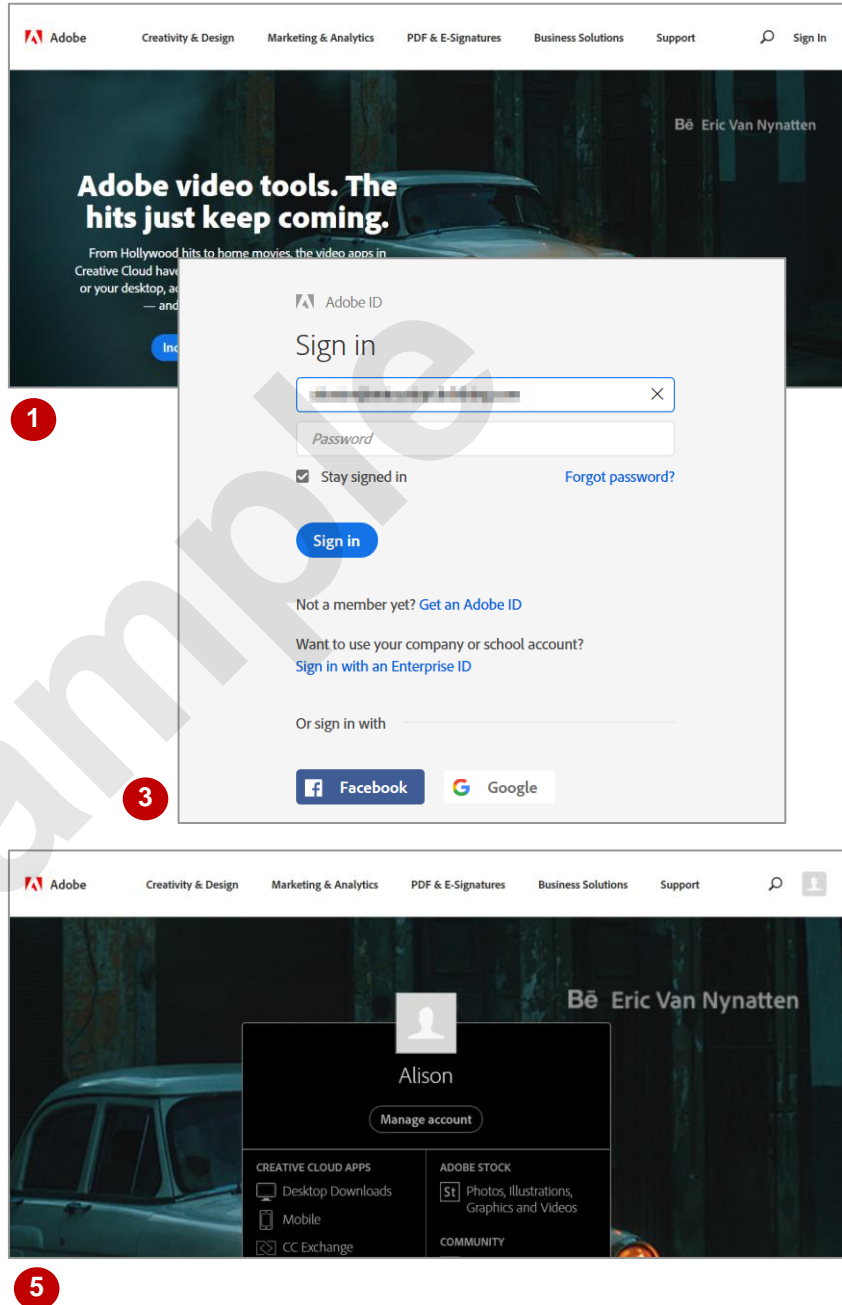 Adobe Creativity & Design Marketing & Analytics PDF & E-Signatures Business Solutions Support Sign In
Bē Eric Van Nynatten
Adobe video tools. The
hits just keep coming.
From Hollywood hits to home movies, the video apps in
Creative Cloud have
or your desktop,
— and
1
Adobe ID
Sign in
Password
Stay signed in Forgot password?
Sign in
Not a member yet? Get an Adobe ID
Want to use your company or school account?
Sign in with an Enterprise ID
Or sign in with
Facebook Google
3
ample
Adobe Creativity & Design Marketing & Analytics PDF & E-Signatures Business Solutions Support
Bē Eric Van Nynatten
Alison
Manage account
CREATIVE CLOUD APPS ADOBE STOCK
Desktop Downloads St Photos, Illustrations,
Graphics and Videos
Mobile
CC Exchange COMMUNITY
5